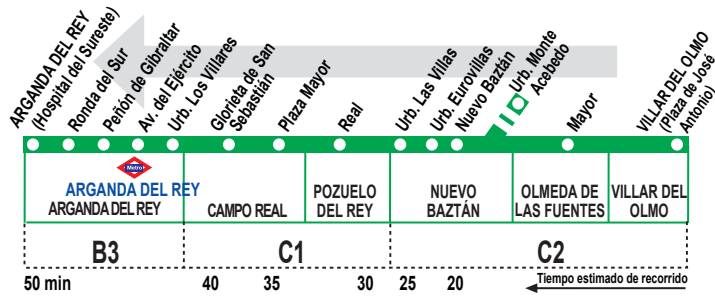 ARGANDA DEL REY
(Hospital del Sureste)
Ronda del Sur
Peñón de Gibraltar
Av. del Ejército
Urb. Los Villares
Glorieta de San
Sebastián
Plaza Mayor
Real
Urb. Las Villas
Urb. Eurovillas
Nuevo Baztán
Urb. Monte
Acebedo
Mayor
VILLAR DEL OLMO
(Plaza de José
Antonio)
Metro
ARGANDA DEL REY
ARGANDA DEL REY
CAMPO REAL
POZUELO
DEL REY
NUEVO
BAZTÁN
OLMEDA DE
LAS FUENTES
VILLAR DEL
OLMO
B3 C1 C2
50 min 40 35 30 25 20 Tiempo estimado de recorrido